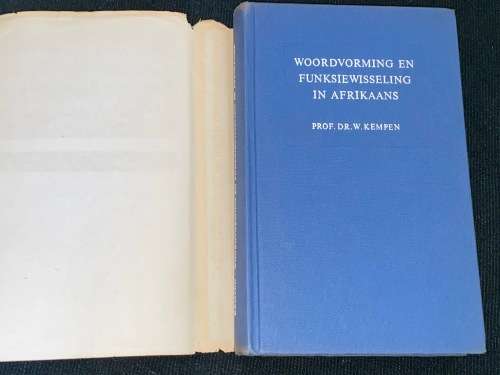 WOORDVORMING EN
FUNKSIEWISSELING
IN AFRIKAANS
PROF. DR. W. KEMPEN